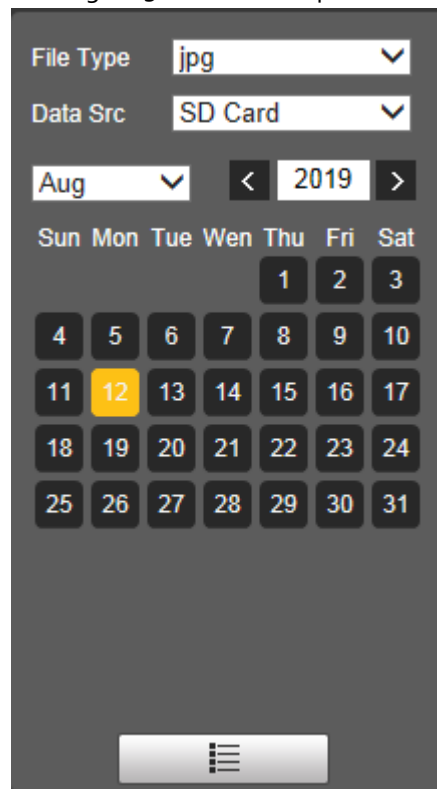 File Type jpg
Data Src SD Card
Aug < 2019 >
Sun Mon Tue Wen Thu Fri Sat
1 2 3
4 5 6 7 8 9 10
11 12 13 14 15 16 17
18 19 20 21 22 23 24
25 26 27 28 29 30 31